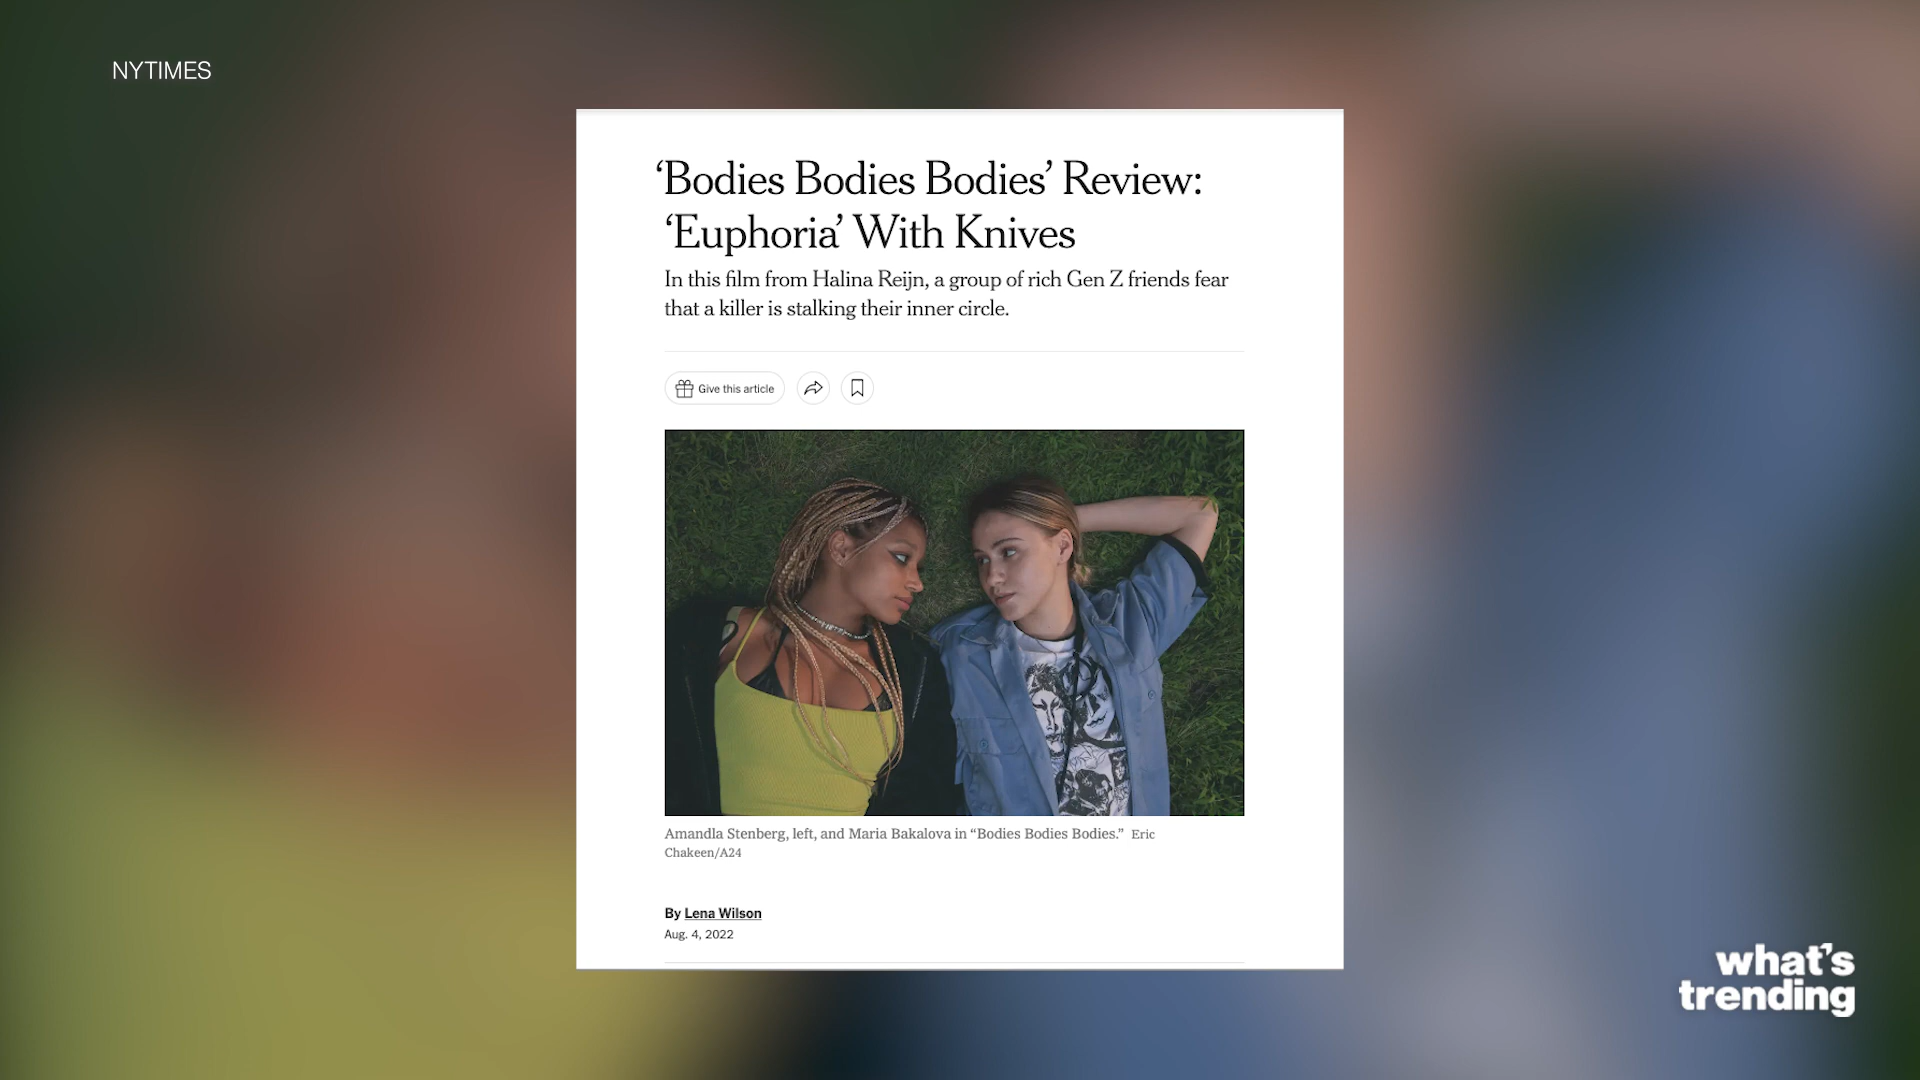 NYTIMES
‘Bodies Bodies Bodies’ Review:
‘Euphoria’ With Knives
In this film from Halina Reijn, a group of rich Gen Z friends fear
that a killer is stalking their inner circle.
Give this article
Amandla Stenberg, left, and Maria Bakalova in “Bodies Bodies Bodies.” Eric
Chakeen/A24
By Lena Wilson
Aug. 4, 2022
what’s
trending